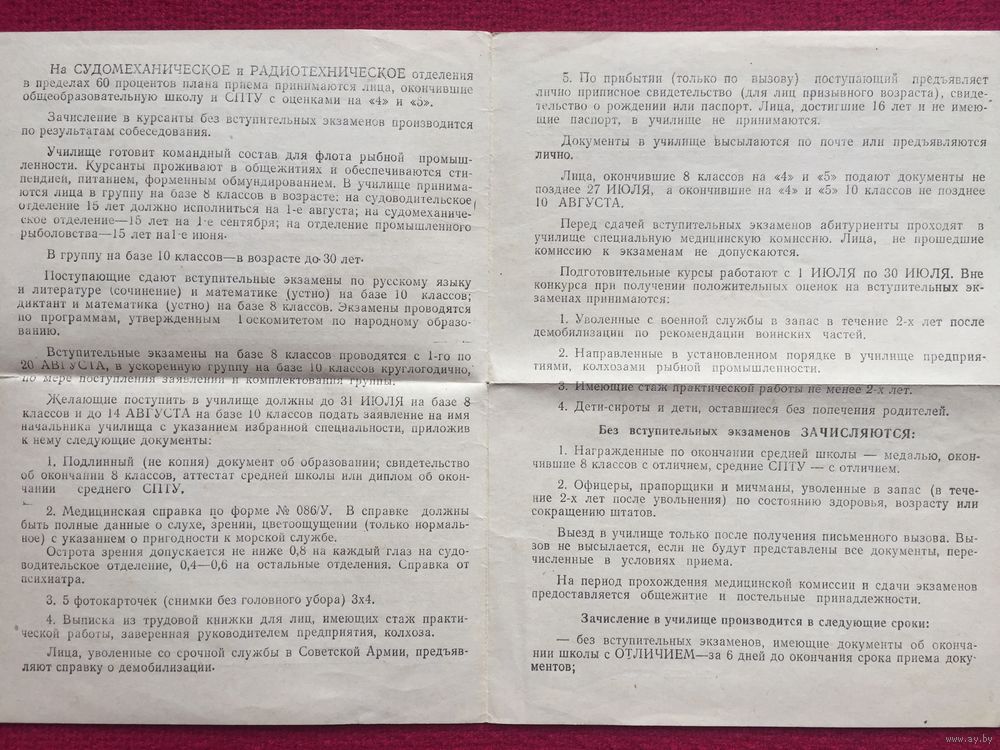 На СУДОМЕХАНИЧЕСКОЕ и РАДИОТЕХНИЧЕСКОЕ отделения
в пределах 60 процентов плана приема принимаются лица, окончившие
общеобразовательную школу и СПТУ с оценками на «4» и «5».
Зачисление в курсанты без вступительных экзаменов производится
по результатам собеседования.
Училище готовит командный состав для флота рыбной промыш-
ленности. Курсанты проживают в общежитиях и обеспечиваются сти-
пендией, питанием, форменным обмундированием. В училище принима-
ются лица в группу на базе 8 классов в возрасте: на судоводительское
отделение 15 лет должно исполниться на 1-е августа; на судомеханиче-
ское отделение—15 лет на 1-е сентября; на отделение промышленного
рыболовства—15 лет на1-е июня.
В группу на базе 10 классов—в возрасте до 30 лет.
Поступающие сдают вступительные экзамены по русскому языку
и литературе (сочинение) и математике (устно) на базе 10 классов;
диктант и математика (устно) на базе 8 классов. Экзамены проводятся
по программам, утвержденным Госкомитетом по народному образо-
ванию.
Вступительные экзамены на базе 8 классов проводятся с 1-го по
20 АВГУСТА, в ускоренную группу на базе 10 классов круглогодично,
по мере поступления заявлений и комплектования группы.
Желающие поступить в училище должны до 31 ИЮЛЯ на базе 8
классов и до 14 АВГУСТА на базе 10 классов подать заявление на имя
начальника училища с указанием избранной специальности, приложив
к нему следующие документы:
1. Подлинный (не копия) документ об образовании; свидетельство
об окончании 8 классов, аттестат средней школы или диплом об окон-
чании среднего СПТУ.
2. Медицинская справка по форме № 086/У. В справке должны
быть полные данные о слухе, зрении, цветоощущении (только нормаль-
ное) с указанием о пригодности к морской службе.
Острота зрения допускается не ниже 0,8 на каждый глаз на судо-
водительское отделение, 0,4—0,6 на остальные отделения. Справка от
психиатра.
3. 5 фотокарточек (снимки без головного убора) 3х4.
4. Выписка из трудовой книжки для лиц, имеющих стаж практи-
ческой работы, заверенная руководителем предприятия, колхоза.
Лица, уволенные со срочной службы в Советской Армии, предъяв-
ляют справку о демобилизации.
5. По прибытии (только по вызову) поступающий предъявляет
лично приписное свидетельство (для лиц призывного возраста), свиде-
тельство о рождении или паспорт. Лица, достигшие 16 лет и не имею-
щие паспорт, в училище не принимаются.
Документы в училище высылаются по почте или предъявляются
лично.
Лица, окончившие 8 классов на «4» и «5» подают документы не
позднее 27 ИЮЛЯ, а окончившие на «4» и «5» 10 классов не позднее
10 АВГУСТА.
Перед сдачей вступительных экзаменов абитуриенты проходят в
училище специальную медицинскую комиссию. Лица, не прошедшие
комиссию к экзаменам не допускаются.
Подготовительные курсы работают с 1 ИЮЛЯ по 30 ИЮЛЯ. Вне
конкурса при получении положительных оценок на вступительных эк-
заменах принимаются:
1. Уволенные с военной службы в запас в течение 2-х лет после
демобилизации по рекомендации воинских частей.
2. Направленные в установленном порядке в училище предприя-
тиями, колхозами рыбной промышленности.
3. Имеющие стаж практической работы не менее 2-х лет.
4. Дети-сироты и дети, оставшиеся без попечения родителей.
Без вступительных экзаменов ЗАЧИСЛЯЮТСЯ:
1. Награжденные по окончании средней школы — медалью, окон-
чившие 8 классов с отличием, средние СПТУ — с отличием.
2. Офицеры, прапорщики и мичманы, уволенные в запас (в тече-
ние 2-х лет после увольнения) по состоянию здоровья, возрасту или
сокращению штатов.
Выезд в училище только после получения письменного вызова. Вы-
зов не высылается, если не будут представлены все документы, пере-
численные в условиях приема.
На период прохождения медицинской комиссии и сдачи экзаменов
предоставляется общежитие и постельные принадлежности.
Зачисление в училище производится в следующие сроки:
— без вступительных экзаменов, имеющие документы об оконча-
нии школы с ОТЛИЧИЕМ—за 6 дней до окончания срока приема доку-
ментов;
www.ay.by